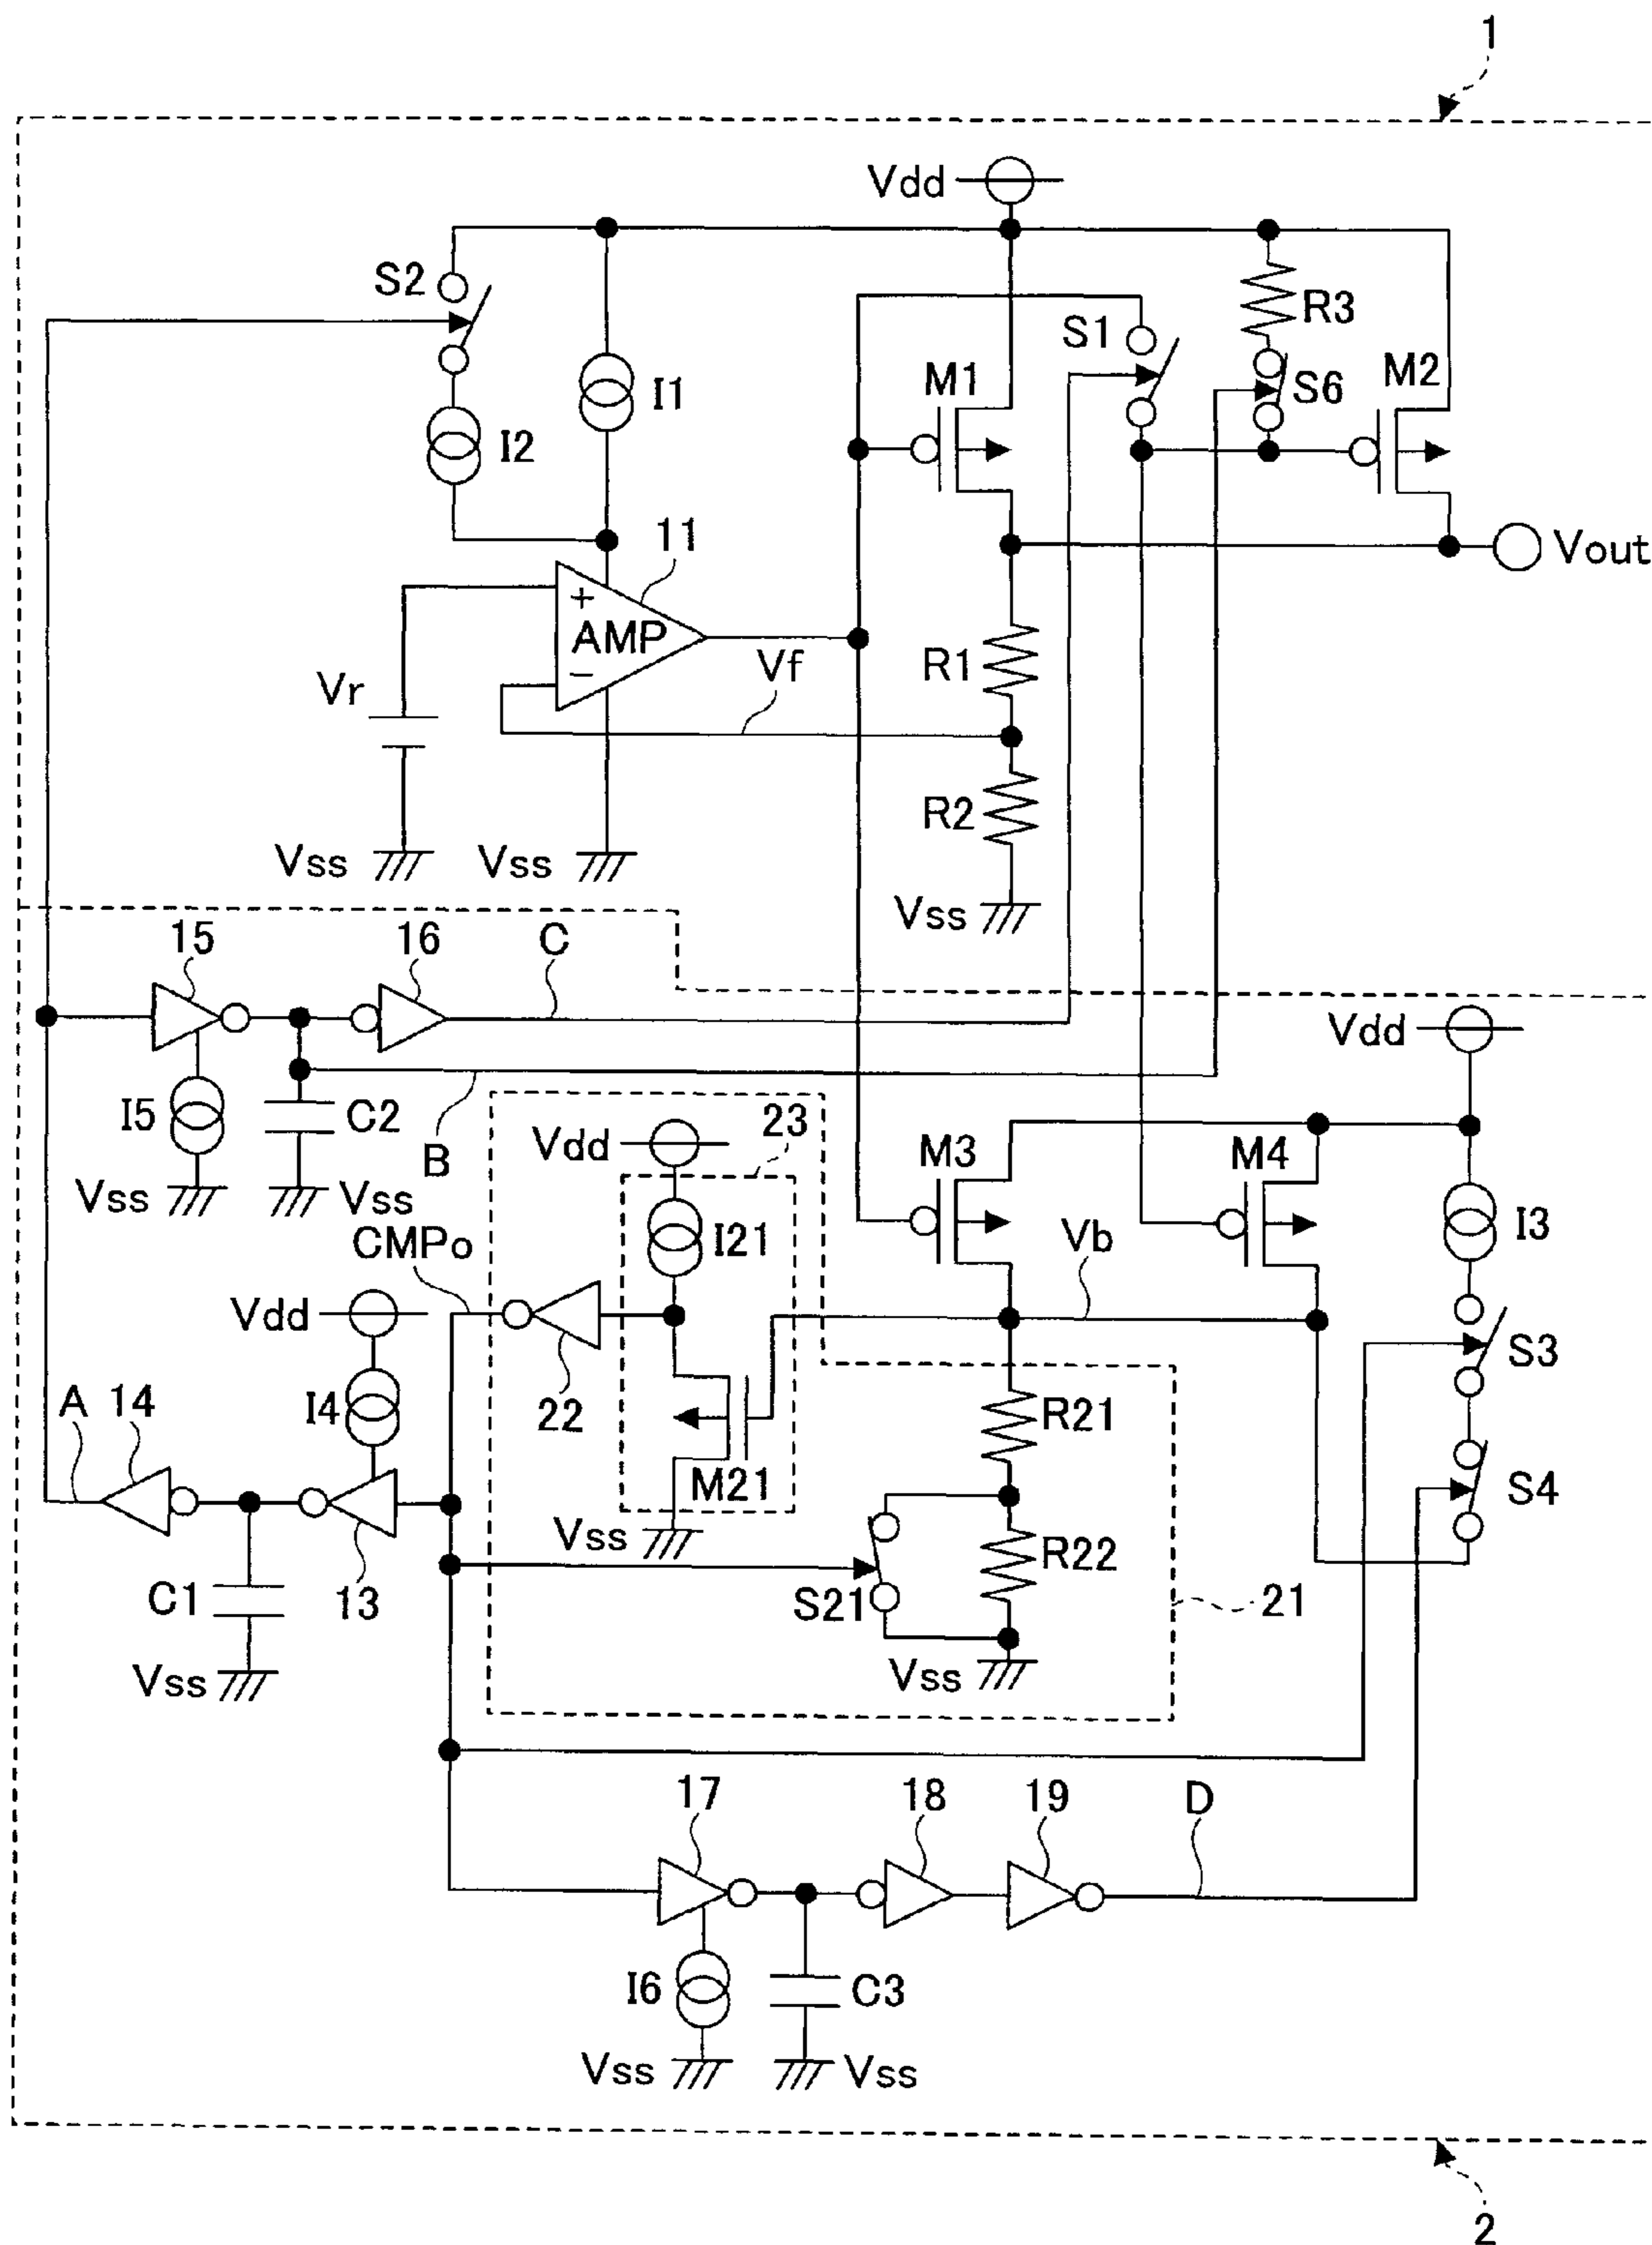 1
Vdd
S2
R3
S1
M1
S6
M2
I1
I2
11
Vout
+
AMP
−
R1
Vf
Vr
R2
Vss
Vss
Vss
15
16
C
Vdd
I5
C2
23
Vdd
B
M3
M4
Vss
Vss
I21
I3
CMPo
Vb
Vdd
S3
A
14
I4
22
R21
M21
S4
Vss
R22
C1
13
S21
21
Vss
Vss
17
18
19
D
I6
C3
Vss
Vss
2